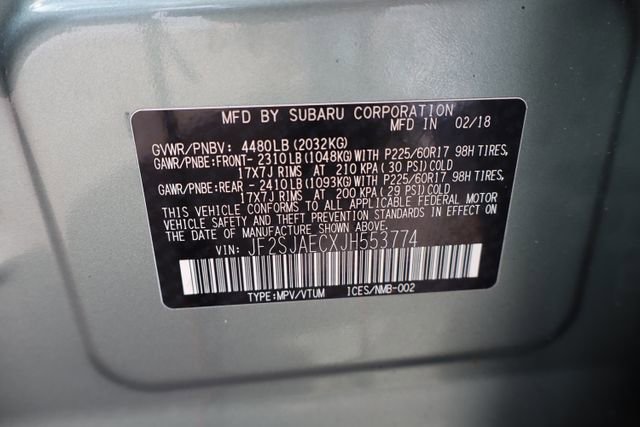 MFD BY SUBARU CORPORATION
MFD IN 02/18
GVWR/PNBV: 4480LB (2032KG)
GAWR/PNBE:FRONT- 2310LB (1048KG) WITH P225/60R17 98H TIRES,
17X7J RIMS AT 210 KPA ( 30 PSI) COLD
GAWR/PNBE:REAR - 2410LB (1093KG) WITH P225/60R17 98H TIRES,
17X7J RIMS AT 200 KPA ( 29 PSI) COLD
THIS VEHICLE CONFORMS TO ALL APPLICABLE FEDERAL MOTOR
VEHICLE SAFETY AND THEFT PREVENTION STANDARDS IN EFFECT
ON THE DATE OF MANUFACTURE SHOWN ABOVE.
VIN: JF2SJAECXJH553774
TYPE:MPV/VTUM ICES/NMB-002